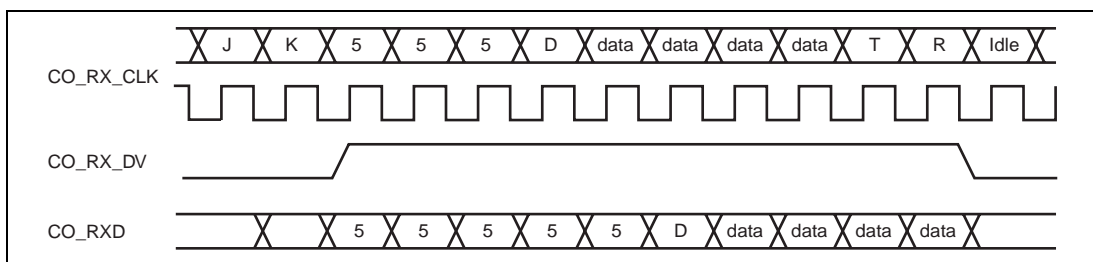 J K 5 5 5 D data data data data T R Idle
CO_RX_CLK
CO_RX_DV
CO_RXD 5 5 5 5 5 D data data data data